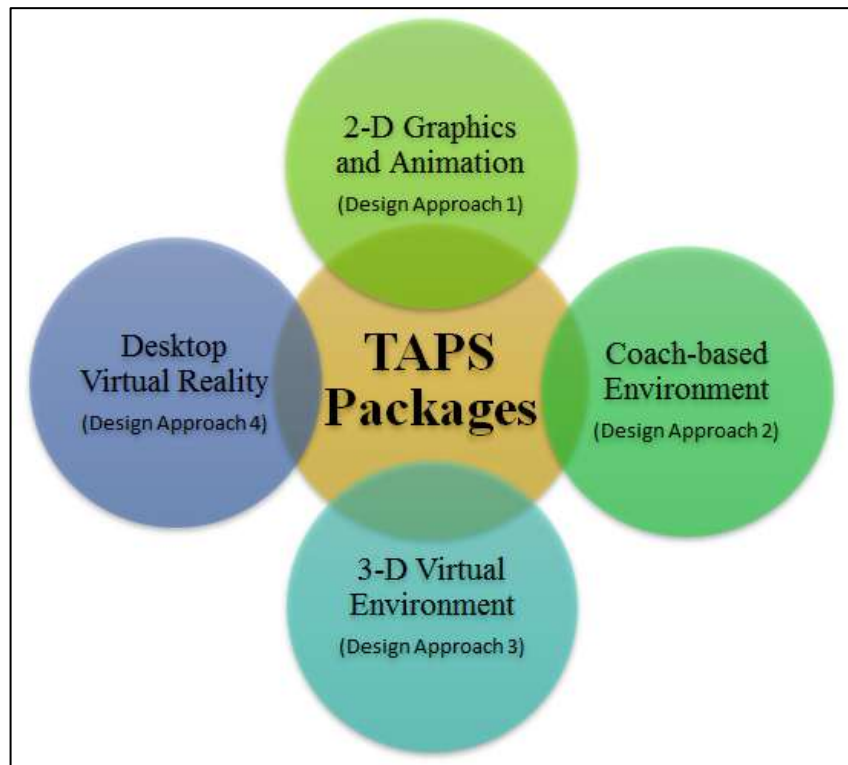 2-D Graphics
and Animation
(Design Approach 1)
Desktop
Virtual Reality
(Design Approach 4)
TAPS
Packages
Coach-based
Environment
(Design Approach 2)
3-D Virtual
Environment
(Design Approach 3)